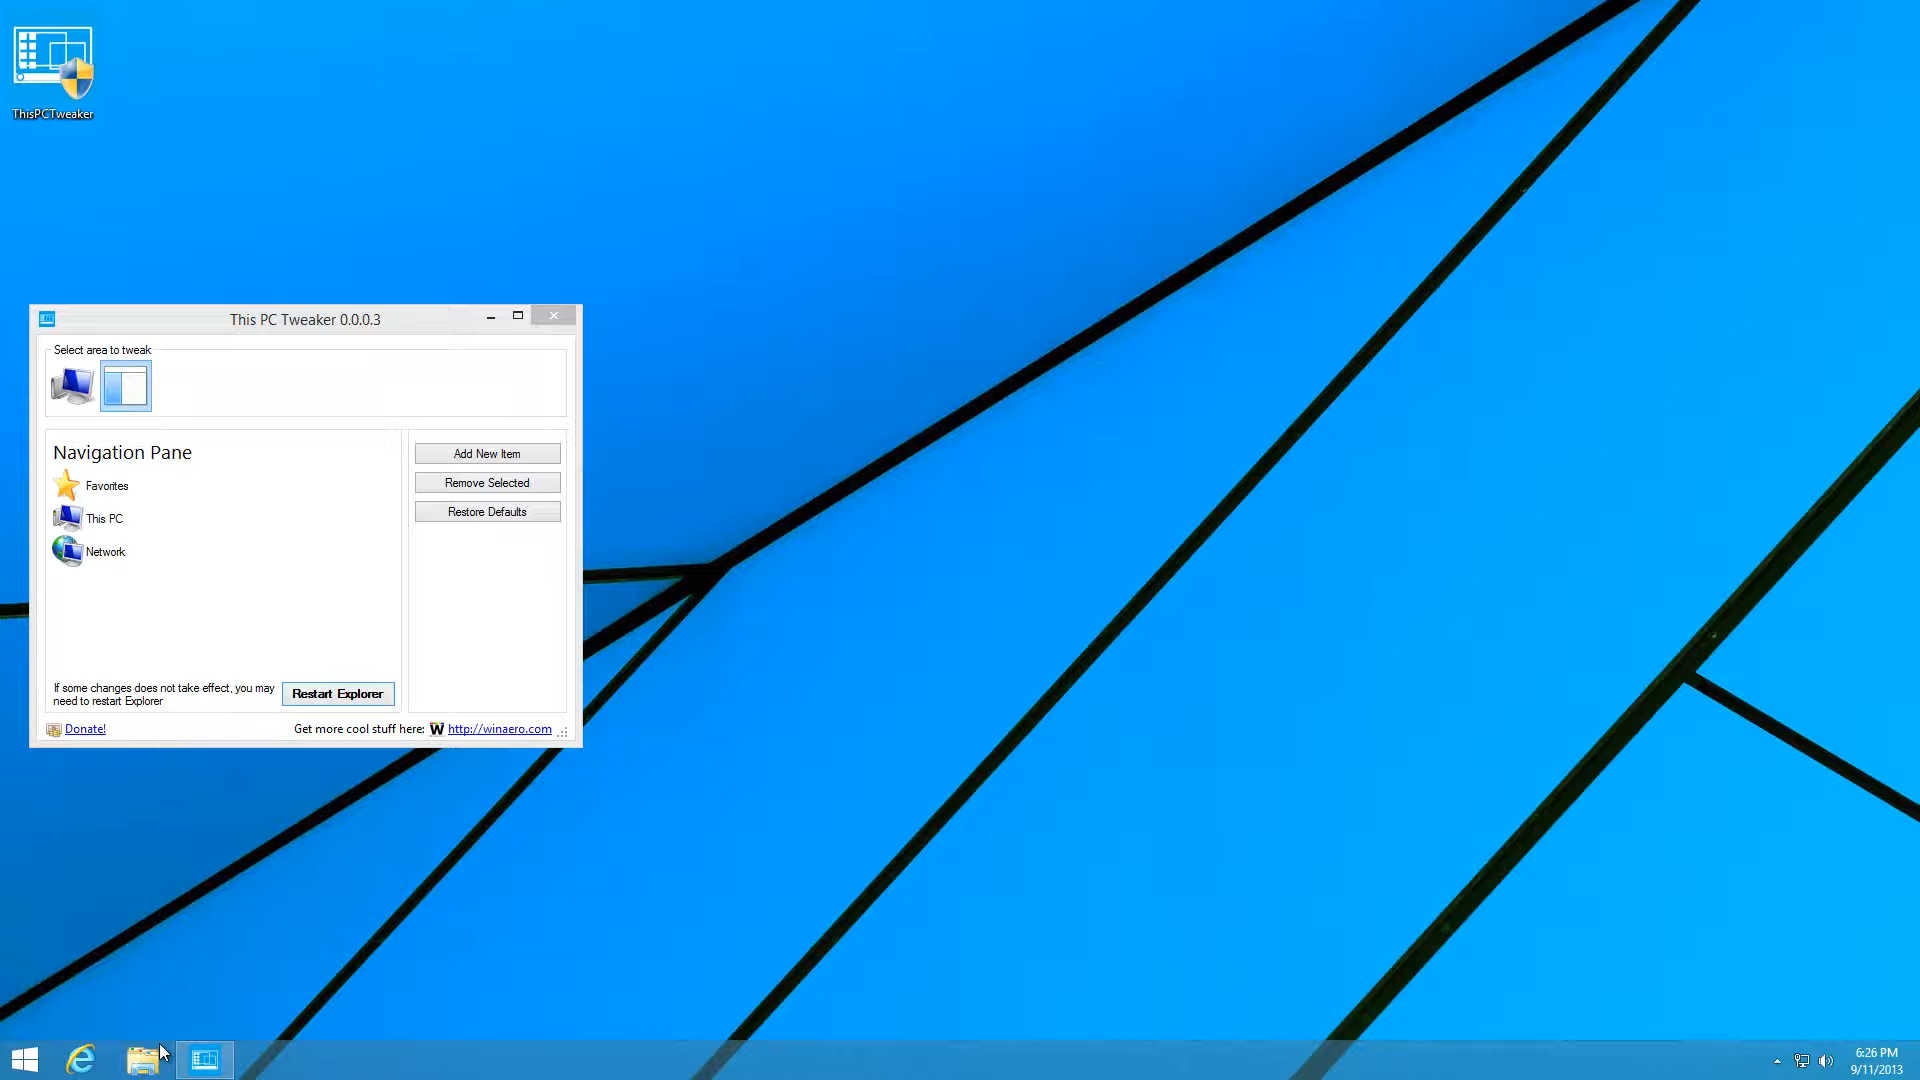 ThisPCTweaker
This PC Tweaker 0.0.0.3
Select area to tweak
Navigation Pane
Favorites
This PC
Network
Add New Item
Remove Selected
Restore Defaults
If some changes does not take effect, you may
need to restart Explorer
Restart Explorer
Donate!
Get more cool stuff here: W http://winaero.com
6:26 PM
9/11/2013